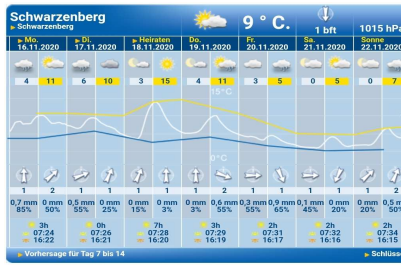 Schwarzenberg
► Schwarzenberg
9 ° C.
1 bft
1015 hPa
► Mo. ► Di. ► Heiraten Do. Fr. Sa. Sonne
16.11.2020 17.11.2020 18.11.2020 19.11.2020 20.11.2020 21.11.2020 22.11.2020
4 11 6 10 3 15 4 11 3 5 0 5 0 7
15°C
0°C
1 2 1 1 1 1 1 2 1 1 1 1 1 2
0,7 mm 0 mm 0,5 mm 0 mm 0 mm 0 mm 0 mm 0,6 mm 0,3 mm 0,9 mm 0,1 mm 0 mm 0 mm 0,5 m
85% 50% 55% 25% 15% 3% 3% 55% 55% 65% 45% 20% 20% 50%
3h 0h 7h 3h 2h 2h 2h
07:24 07:26 07:28 07:29 07:31 07:32 07:34
16:22 16:21 16:20 16:19 16:17 16:16 16:15
► Vorhersage für Tag 7 bis 14
► Schlüsse